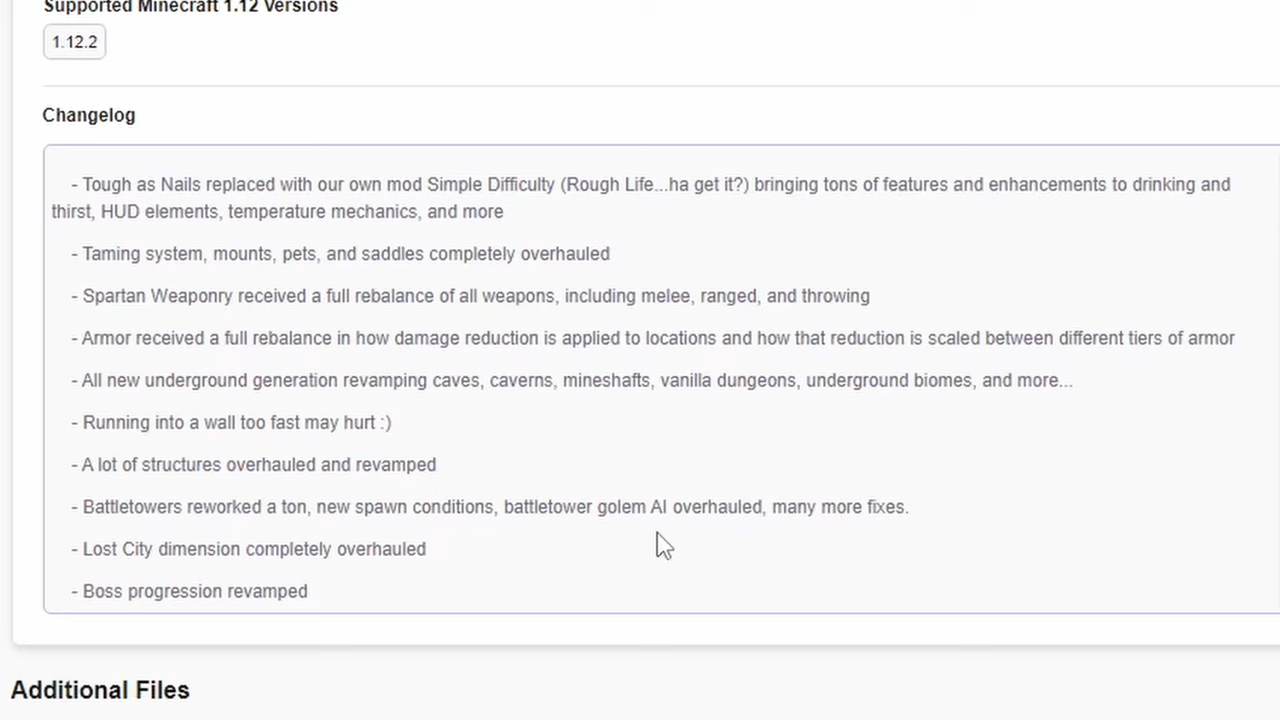 Supported Minecraft 1.12 Versions
1.12.2
Changelog
- Tough as Nails replaced with our own mod Simple Difficulty (Rough Life...ha get it?) bringing tons of features and enhancements to drinking and
thirst, HUD elements, temperature mechanics, and more
- Taming system, mounts, pets, and saddles completely overhauled
- Spartan Weaponry received a full rebalance of all weapons, including melee, ranged, and throwing
- Armor received a full rebalance in how damage reduction is applied to locations and how that reduction is scaled between different tiers of armor
- All new underground generation revamping caves, caverns, mineshafts, vanilla dungeons, underground biomes, and more...
- Running into a wall too fast may hurt :)
- A lot of structures overhauled and revamped
- Battletowers reworked a ton, new spawn conditions, battletower golem AI overhauled, many more fixes.
- Lost City dimension completely overhauled
- Boss progression revamped
Additional Files